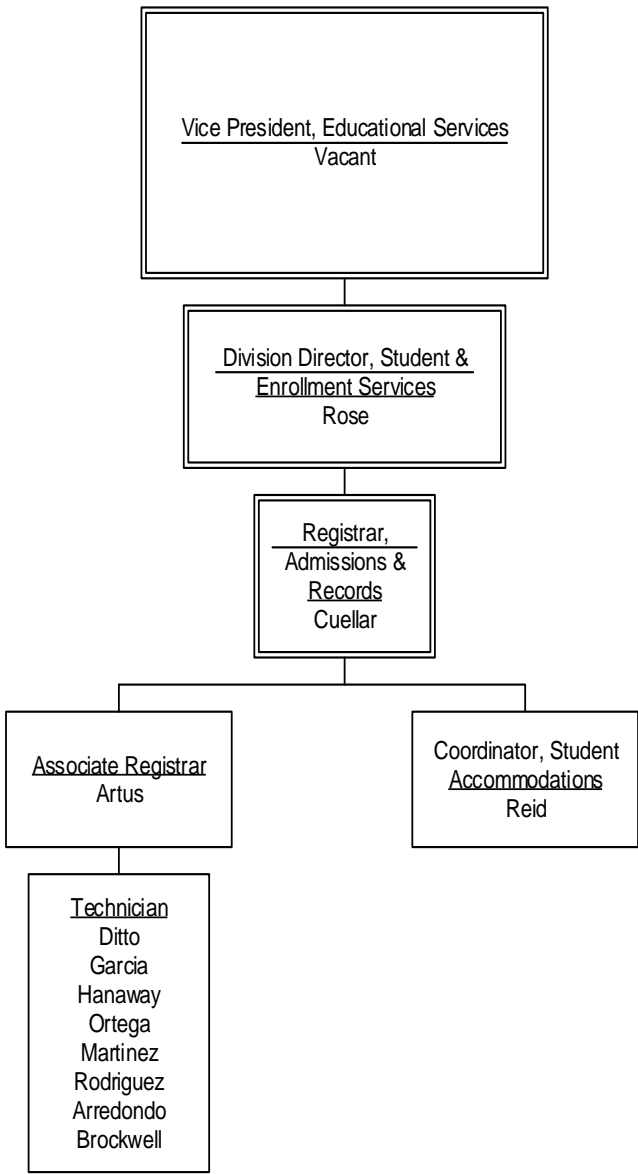 Vice President, Educational Services
Vacant
Division Director, Student &
Enrollment Services
Rose
Registrar,
Admissions &
Records
Cuellar
Associate Registrar
Artus
Coordinator, Student
Accommodations
Reid
Technician
Ditto
Garcia
Hanaway
Ortega
Martinez
Rodriguez
Arredondo
Brockwell